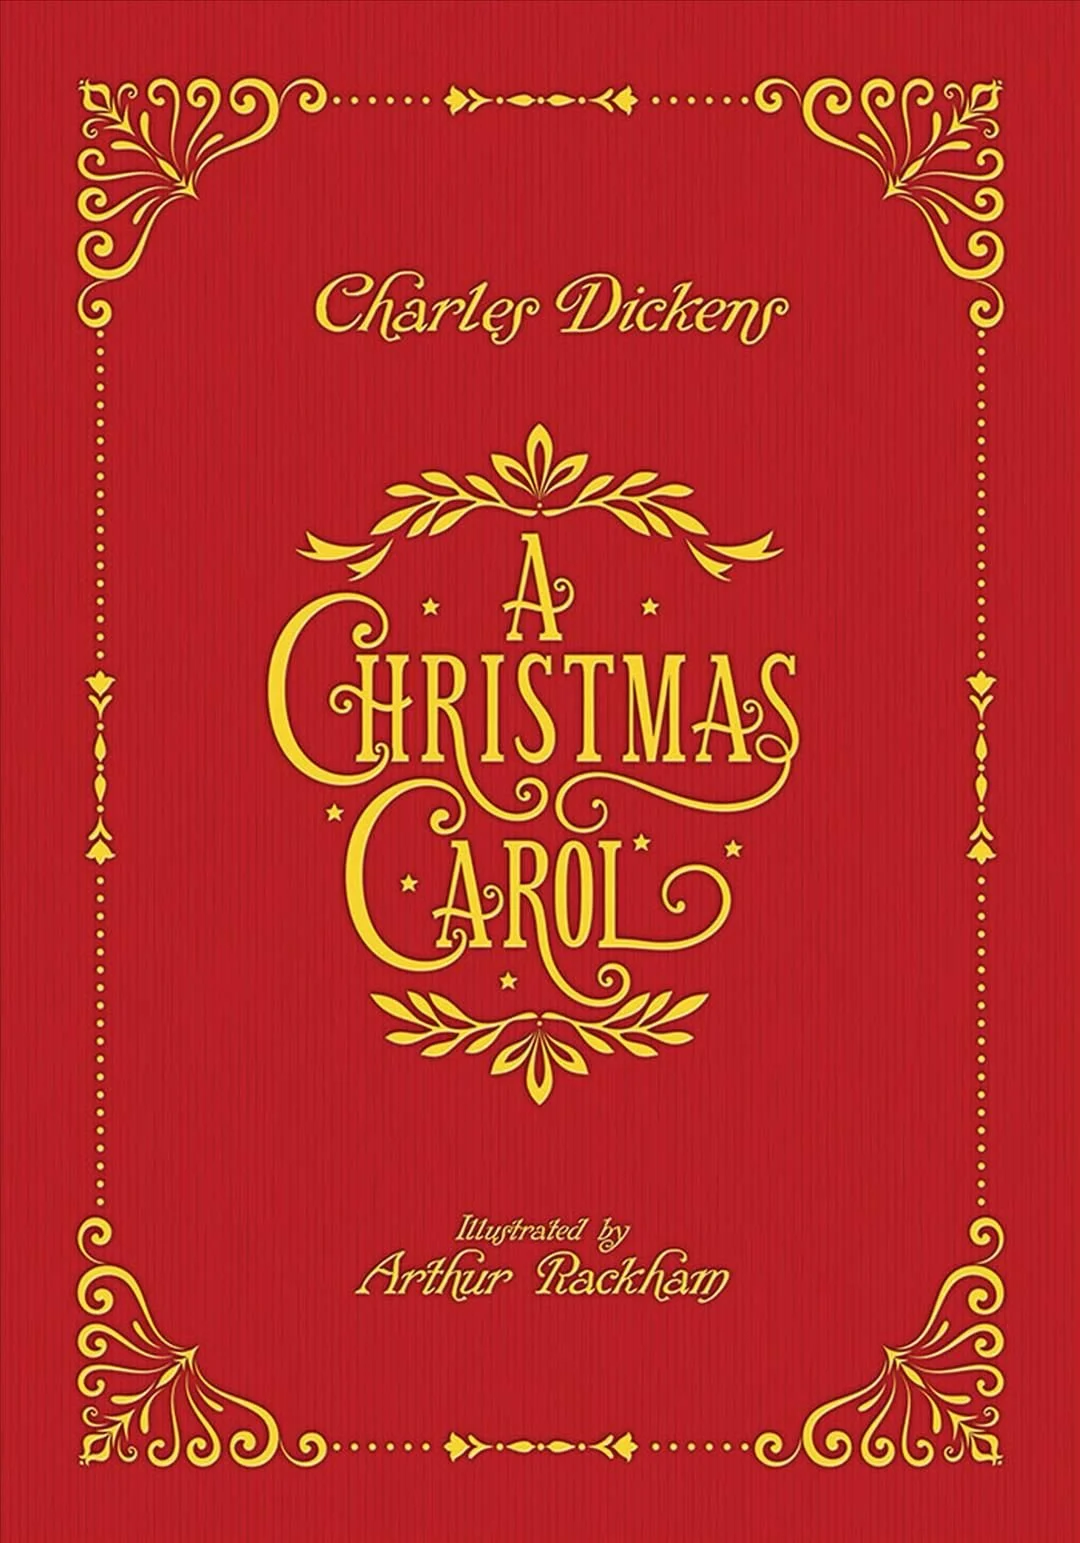 Charles Dickens
A
CHRISTMAS
CAROL
Illustrated by
Arthur Rackham